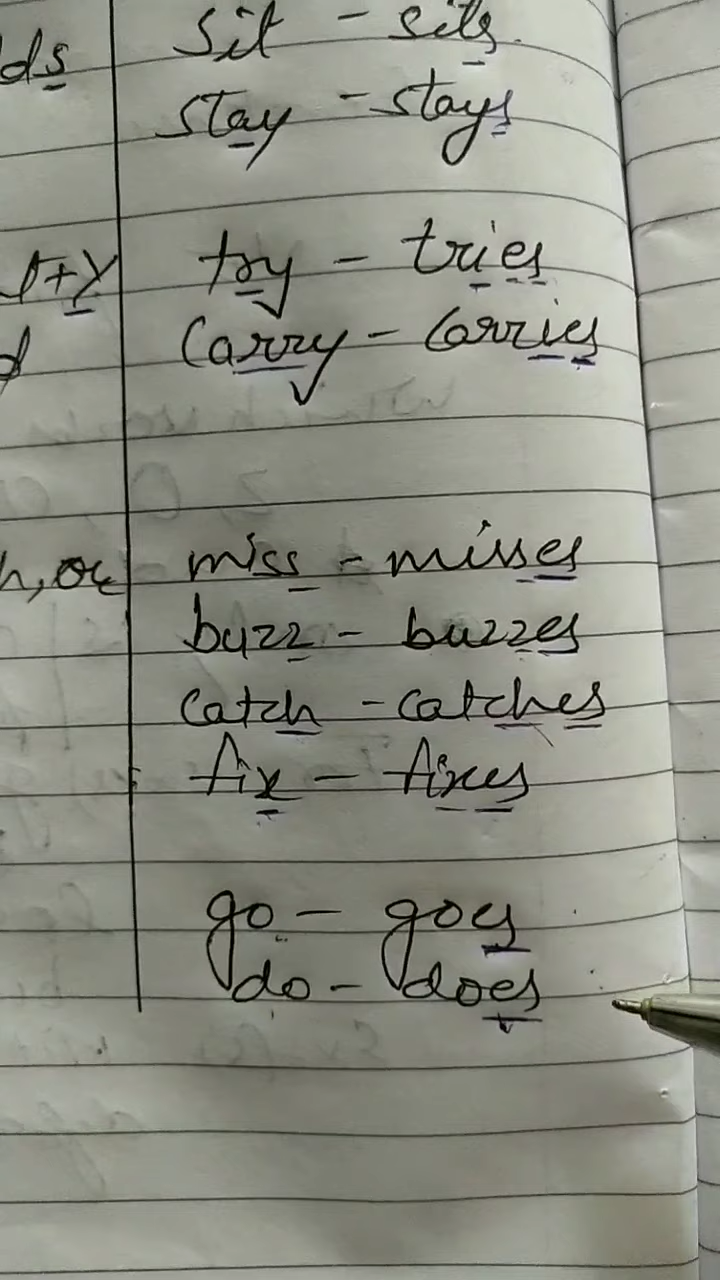 ds
sit - sits
stay - stays
t+y
try - tries
carry - carries
h, or
miss - misses
buzz - buzzes
catch - catches
fix - fixes
go - goes
do - does